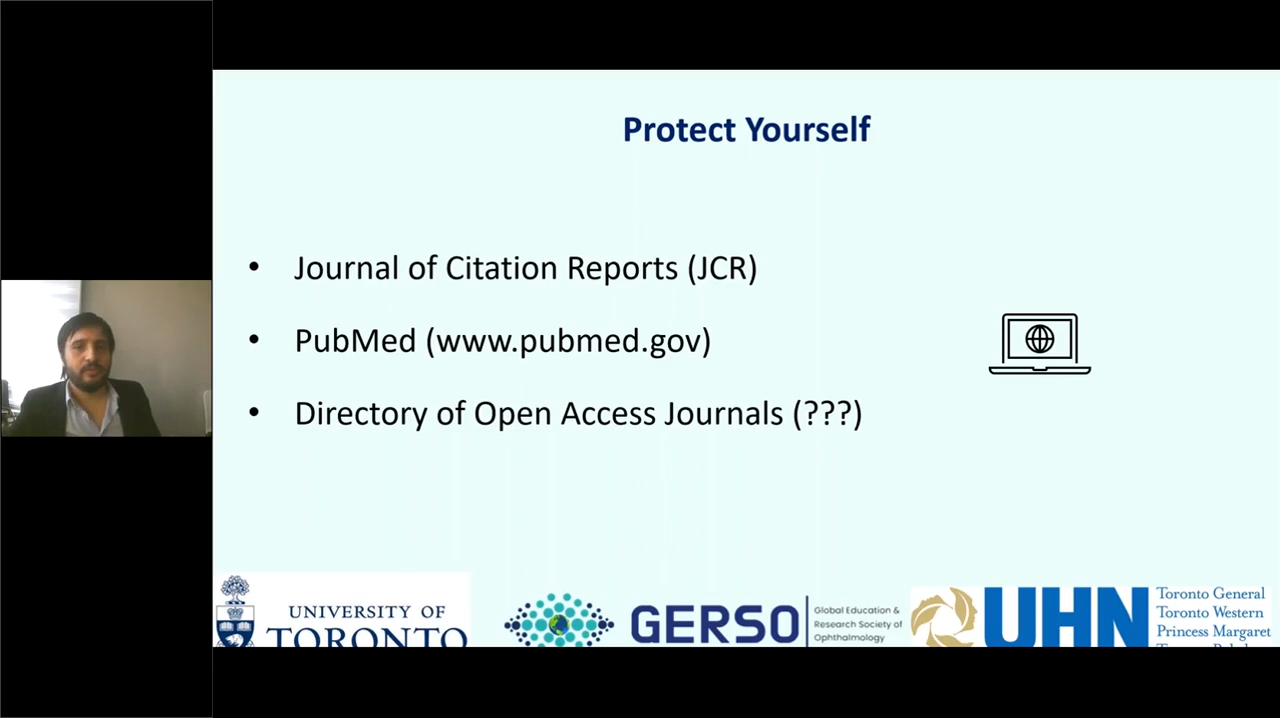 Protect Yourself
• Journal of Citation Reports (JCR)
• PubMed (www.pubmed.gov)
• Directory of Open Access Journals (???)
UNIVERSITY OF
TORONTO
GERSO
Global Education &
Research Society of
Ophthalmology
UHN
Toronto General
Toronto Western
Princess Margaret